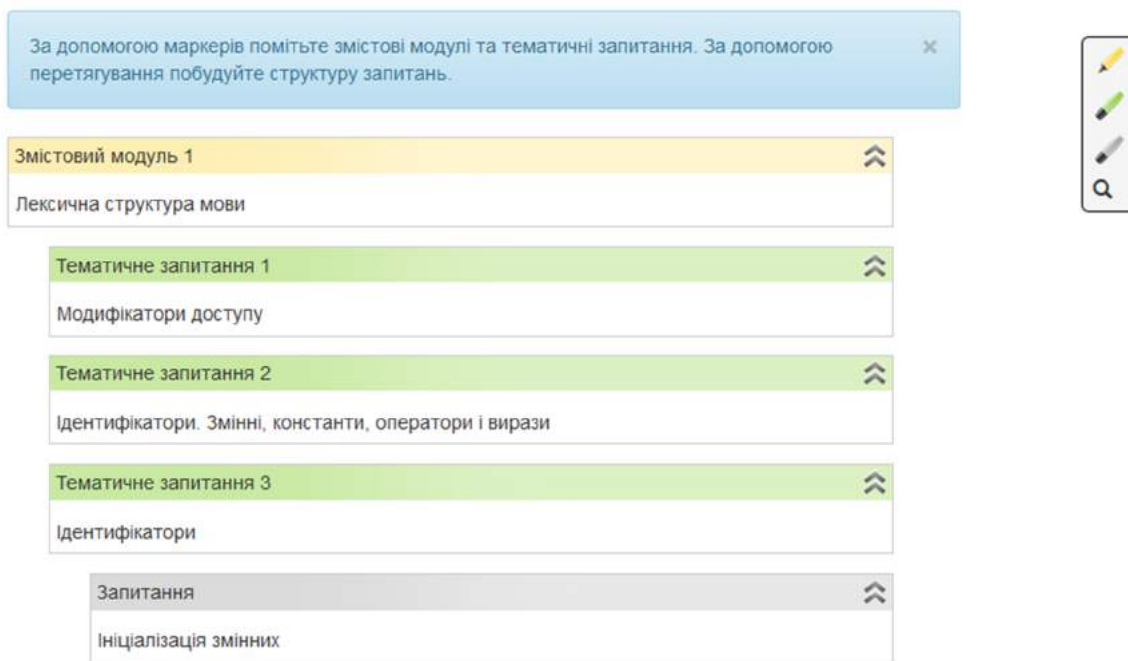 За допомогою маркерів помітьте змістові модулі та тематичні запитання. За допомогою
перетягування побудуйте структуру запитань.
Змістовий модуль 1
Лексична структура мови
Тематичне запитання 1
Модифікатори доступу
Тематичне запитання 2
Ідентифікатори. Змінні, константи, оператори і вирази
Тематичне запитання 3
Ідентифікатори
Запитання
Ініціалізація змінних